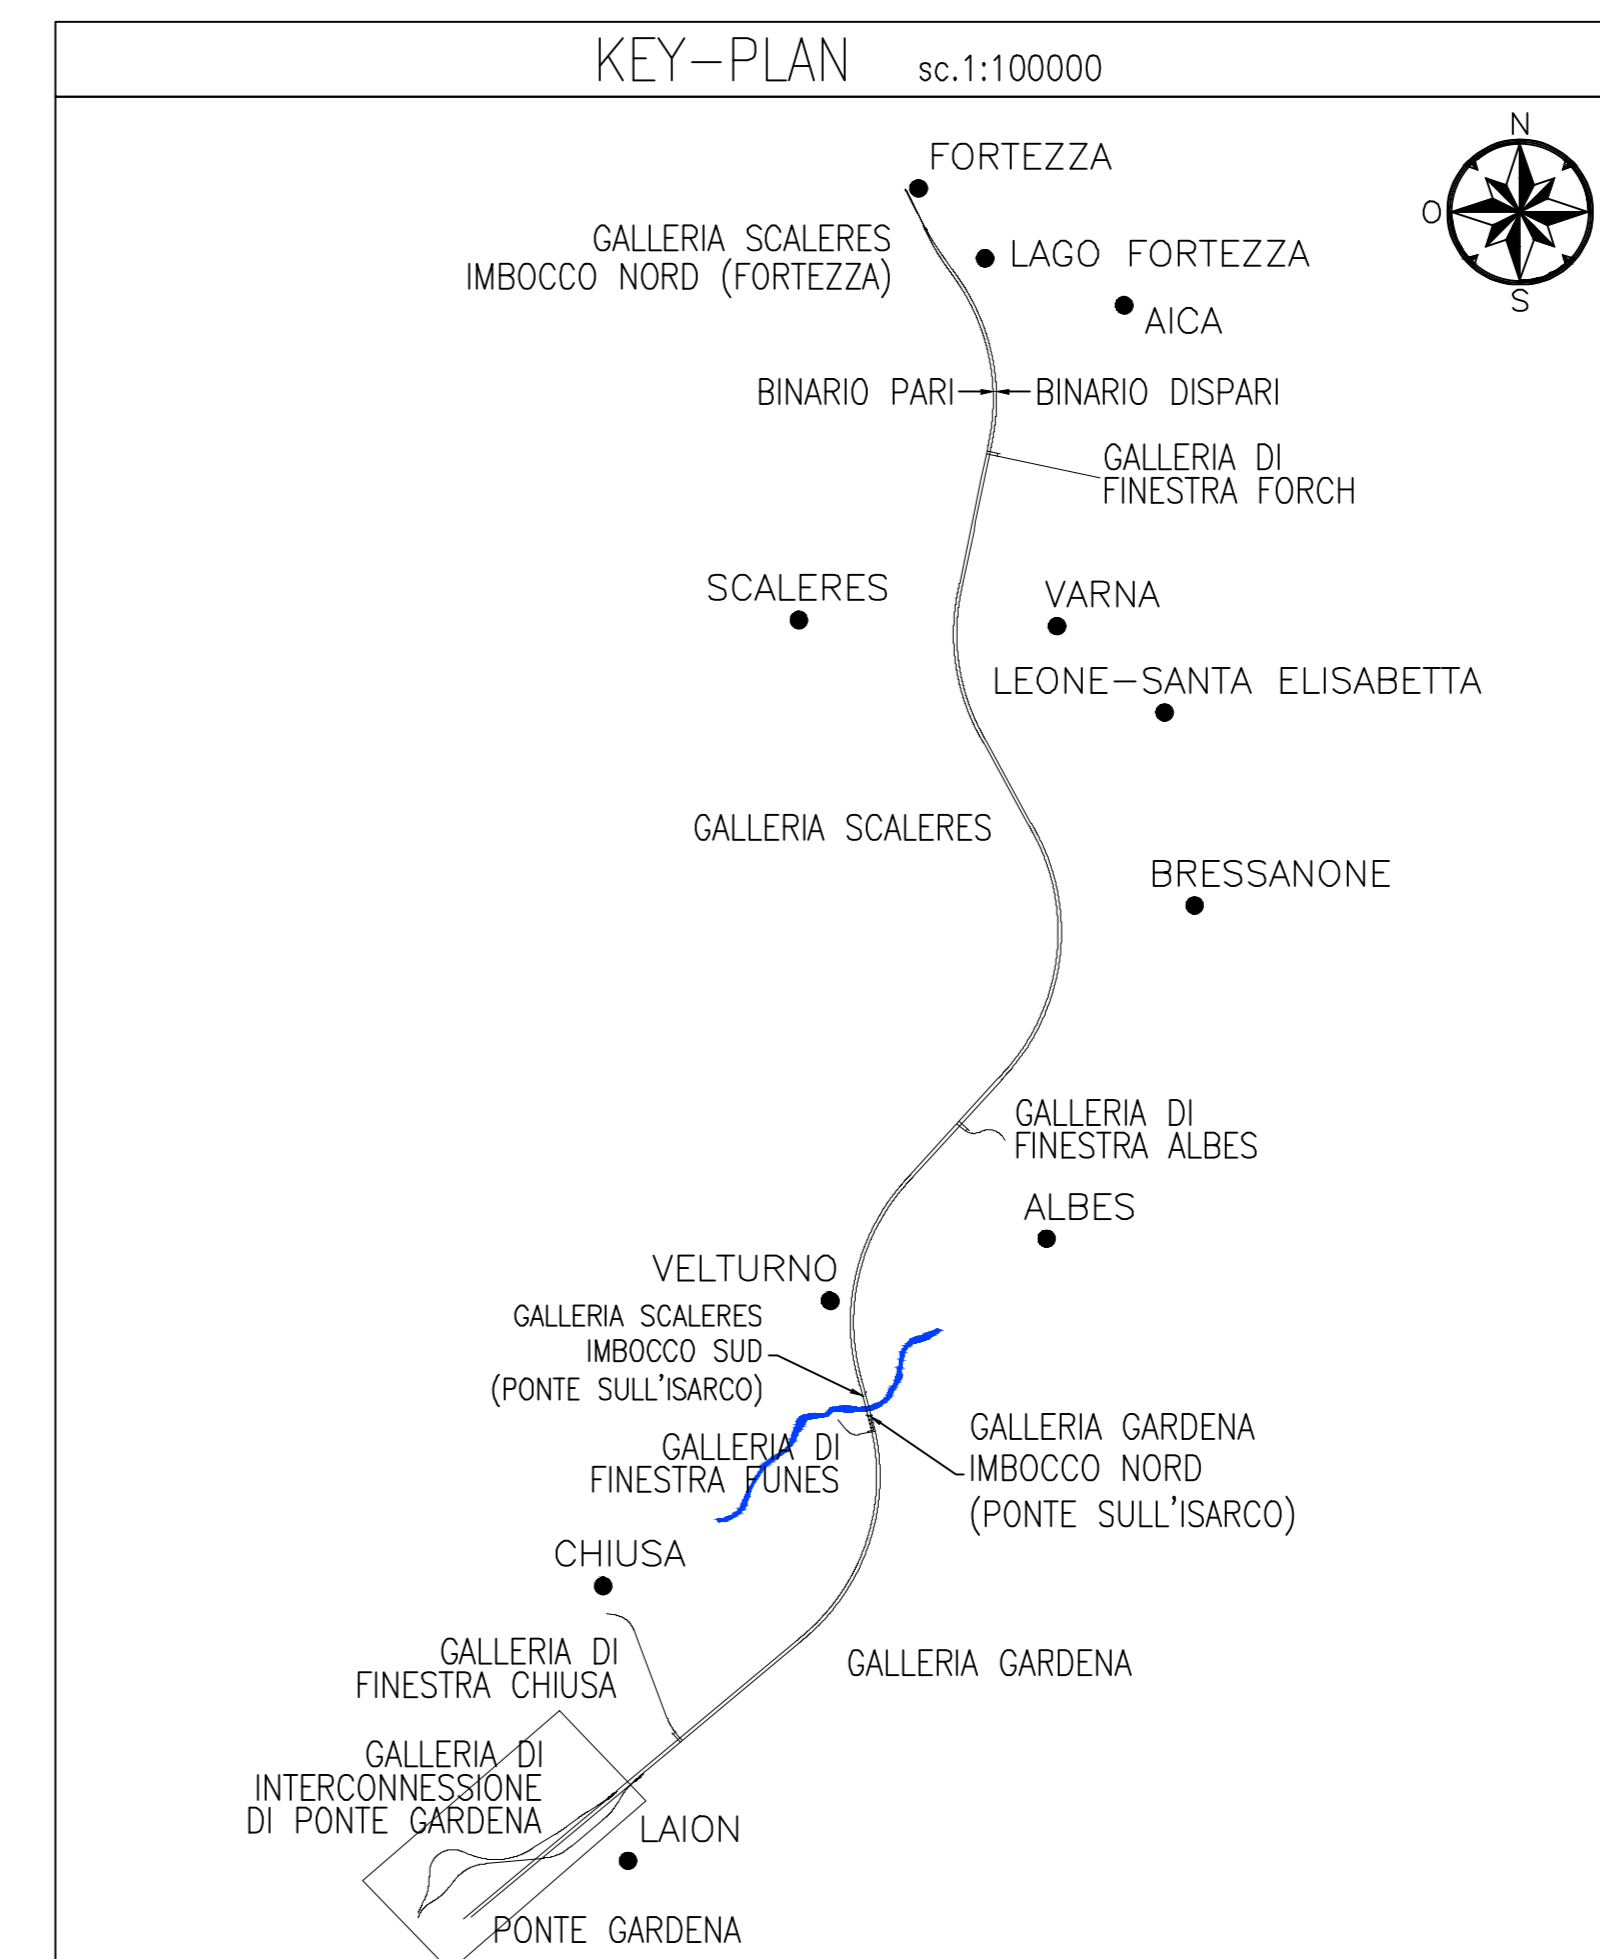 KEY-PLAN sc.1:100000
N
O
S
FORTEZZA
GALLERIA SCALERES
IMBOCCO NORD (FORTEZZA)
LAGO FORTEZZA
AICA
BINARIO PARI
BINARIO DISPARI
GALLERIA DI
FINESTRA FORCH
SCALERES
VARNA
LEONE-SANTA ELISABETTA
GALLERIA SCALERES
BRESSANONE
GALLERIA DI
FINESTRA ALBES
ALBES
VELTURNO
GALLERIA SCALERES
IMBOCCO SUD
(PONTE SULL'ISARCO)
GALLERIA DI
FINESTRA FUNES
GALLERIA GARDENA
IMBOCCO NORD
(PONTE SULL'ISARCO)
CHIUSA
GALLERIA DI
FINESTRA CHIUSA
GALLERIA GARDENA
GALLERIA DI
INTERCONNESSIONE
DI PONTE GARDENA
LAION
PONTE GARDENA